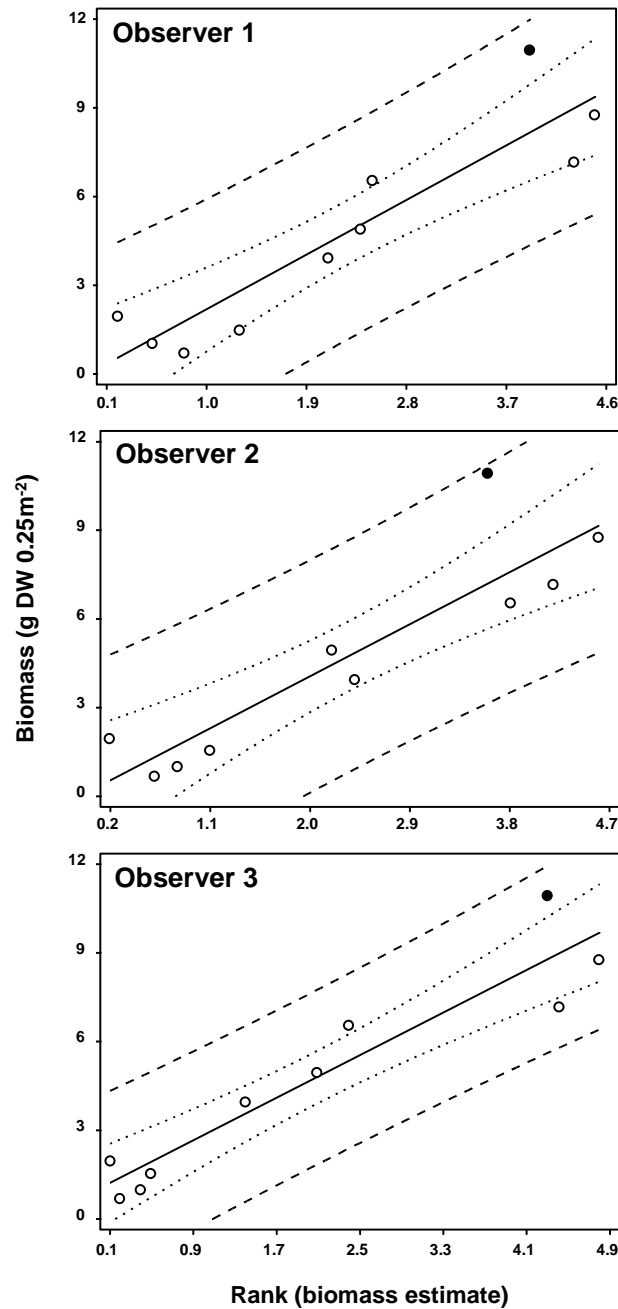 Observer 1
12
9
6
3
0
0.1 1.0 1.9 2.8 3.7 4.6
Observer 2
12
9
6
3
0
0.2 1.1 2.0 2.9 3.8 4.7
Observer 3
12
9
6
3
0
0.1 0.9 1.7 2.5 3.3 4.1 4.9
Biomass (g DW 0.25m⁻²)
Rank (biomass estimate)